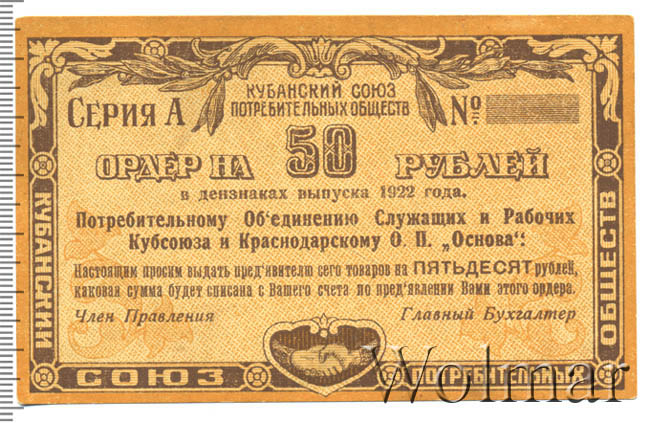 КУБАНСКИЙ СОЮЗ
ПОТРЕБИТЕЛЬНЫХ ОБЩЕСТВ
СЕРИЯ А
№
ОРДЕР НА 50 РУБЛЕЙ
в дензнаках выпуска 1922 года.
Потребительному Об'единению Служащих и Рабочих
Кубсоюза и Краснодарскому О. П. „Основа“:
Настоящим просим выдать пред'явителю сего товаров на ПЯТЬДЕСЯТ рублей,
каковая сумма будет списана с Вашего счета по пред'явлении Вами этого ордера.
Член Правления
Главный Бухгалтер
КУБАНСКИЙ
СОЮЗ
ПОТРЕБИТЕЛЬНЫХ
ОБЩЕСТВ
Wolmar